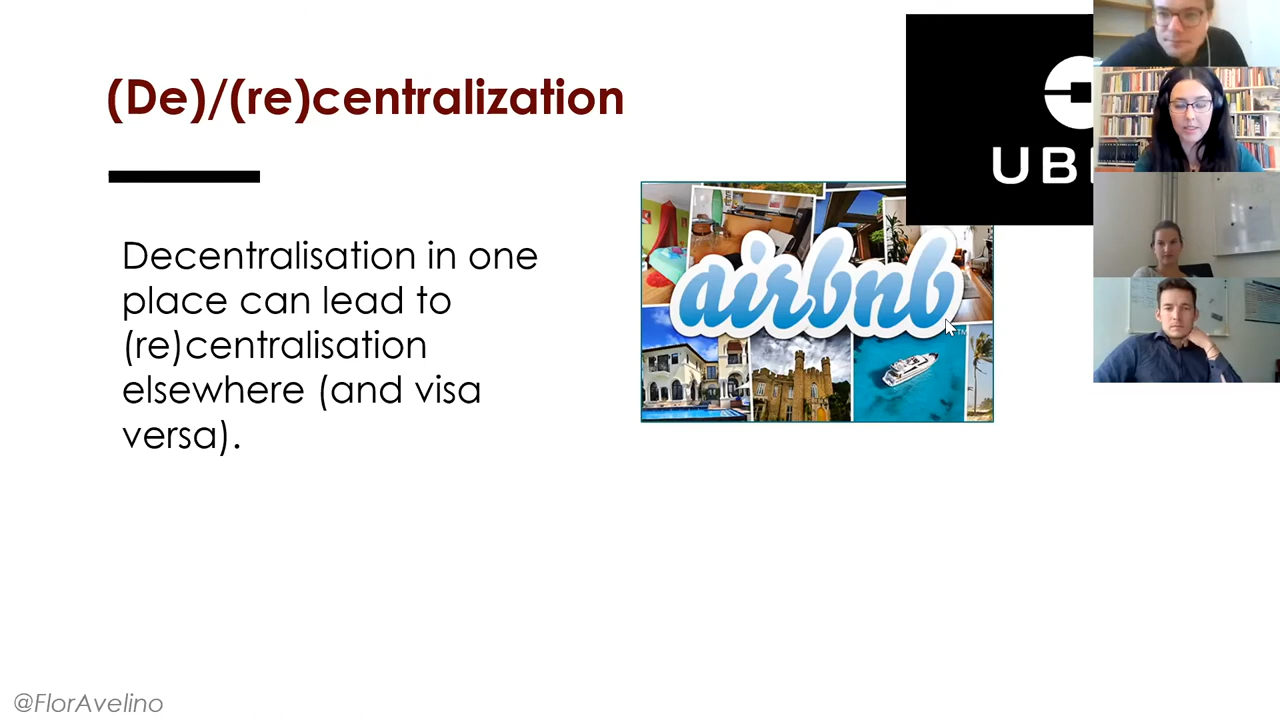 (De)/(re)centralization
UB
Decentralisation in one
place can lead to
(re)centralisation
elsewhere (and visa
versa).
airbnb
TM
@FlorAvelino